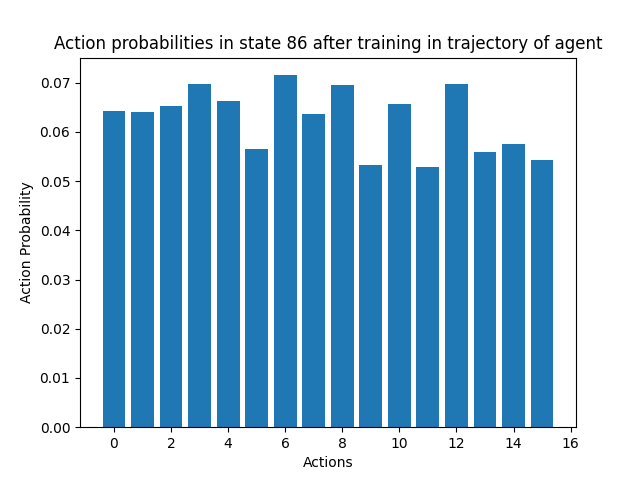 Action probabilities in state 86 after training in trajectory of agent
0.07
0.06
0.05
0.04
0.03
0.02
0.01
0.00
Action Probability
0 2 4 6 8 10 12 14 16
Actions